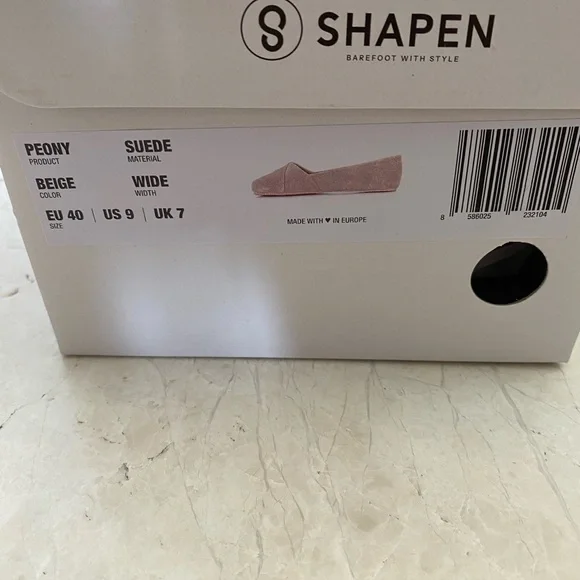 SHAPEN
BAREFOOT WITH STYLE
PEONY SUEDE
PRODUCT MATERIAL
BEIGE WIDE
COLOR WIDTH
EU 40 | US 9 | UK 7
SIZE
MADE WITH ♥ IN EUROPE
8 586025 232104